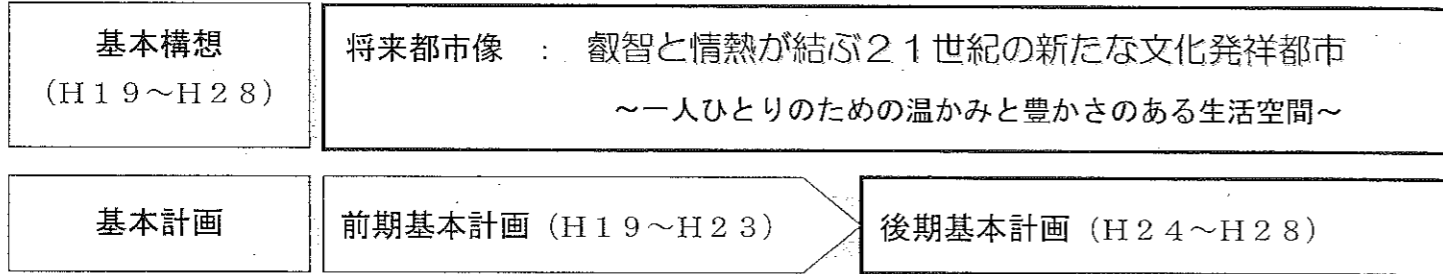 基本構想
(H19～H28)
将来都市像 : 叡智と情熱が結ぶ21世紀の新たな文化発祥都市
～一人ひとりのための温かみと豊かさのある生活空間～
基本計画
前期基本計画 (H19～H23)
後期基本計画 (H24～H28)